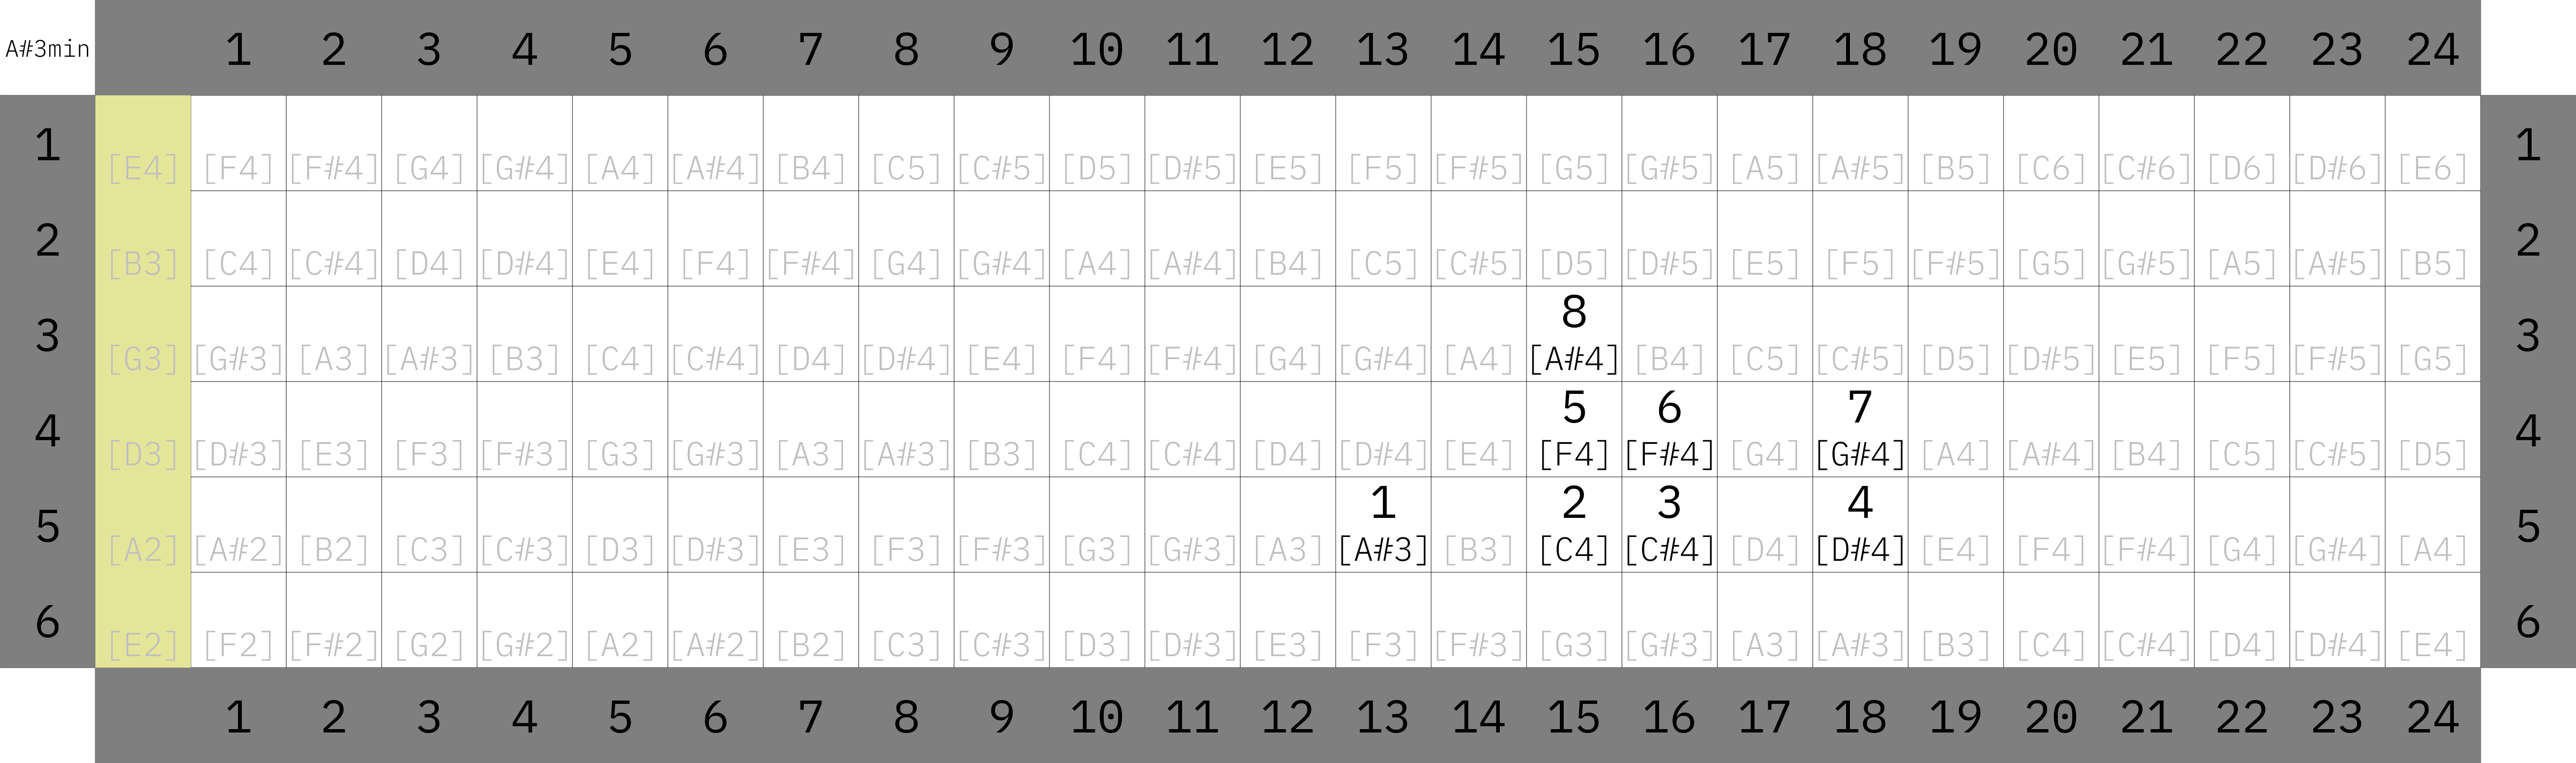 A#3min 1 2 3 4 5 6 7 8 9 10 11 12 13 14 15 16 17 18 19 20 21 22 23 24
1 [E4] [F4] [F#4] [G4] [G#4] [A4] [A#4] [B4] [C5] [C#5] [D5] [D#5] [E5] [F5] [F#5] [G5] [G#5] [A5] [A#5] [B5] [C6] [C#6] [D6] [D#6] [E6] 1
2 [B3] [C4] [C#4] [D4] [D#4] [E4] [F4] [F#4] [G4] [G#4] [A4] [A#4] [B4] [C5] [C#5] [D5] [D#5] [E5] [F5] [F#5] [G5] [G#5] [A5] [A#5] [B5] 2
8
3 [G3] [G#3] [A3] [A#3] [B3] [C4] [C#4] [D4] [D#4] [E4] [F4] [F#4] [G4] [G#4] [A4] [A#4] [B4] [C5] [C#5] [D5] [D#5] [E5] [F5] [F#5] [G5] 3
5 6 7
4 [D3] [D#3] [E3] [F3] [F#3] [G3] [G#3] [A3] [A#3] [B3] [C4] [C#4] [D4] [D#4] [E4] [F4] [F#4] [G4] [G#4] [A4] [A#4] [B4] [C5] [C#5] [D5] 4
1 2 3 4
5 [A2] [A#2] [B2] [C3] [C#3] [D3] [D#3] [E3] [F3] [F#3] [G3] [G#3] [A3] [A#3] [B3] [C4] [C#4] [D4] [D#4] [E4] [F4] [F#4] [G4] [G#4] [A4] 5
6 [E2] [F2] [F#2] [G2] [G#2] [A2] [A#2] [B2] [C3] [C#3] [D3] [D#3] [E3] [F3] [F#3] [G3] [G#3] [A3] [A#3] [B3] [C4] [C#4] [D4] [D#4] [E4] 6
1 2 3 4 5 6 7 8 9 10 11 12 13 14 15 16 17 18 19 20 21 22 23 24